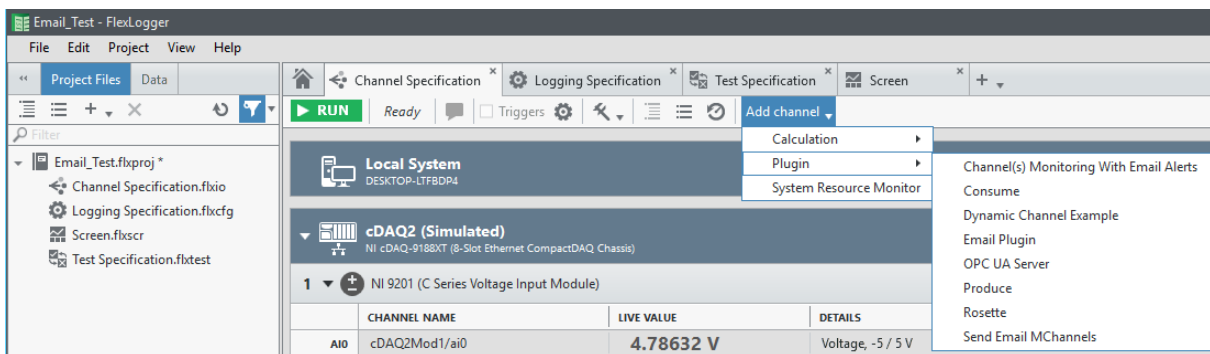 Email_Test - FlexLogger
File Edit Project View Help
Project Files Data
Channel Specification Logging Specification Test Specification Screen
RUN Ready Triggers Add channel
Filter
Calculation
Email_Test.flxproj *
Local System
Plugin
Channel(s) Monitoring With Email Alerts
Channel Specification.flxio
DESKTOP-LTFBDP4
System Resource Monitor
Consume
Logging Specification.flxcfg
Dynamic Channel Example
Screen.flxscr
cDAQ2 (Simulated)
Email Plugin
Test Specification.flxtest
NI cDAQ-9188XT (8-Slot Ethernet CompactDAQ Chassis)
OPC UA Server
1 NI 9201 (C Series Voltage Input Module)
Produce
CHANNEL NAME LIVE VALUE DETAILS
Rosette
AI0 cDAQ2Mod1/ai0 4.78632 V Voltage, -5 / 5 V
Send Email MChannels